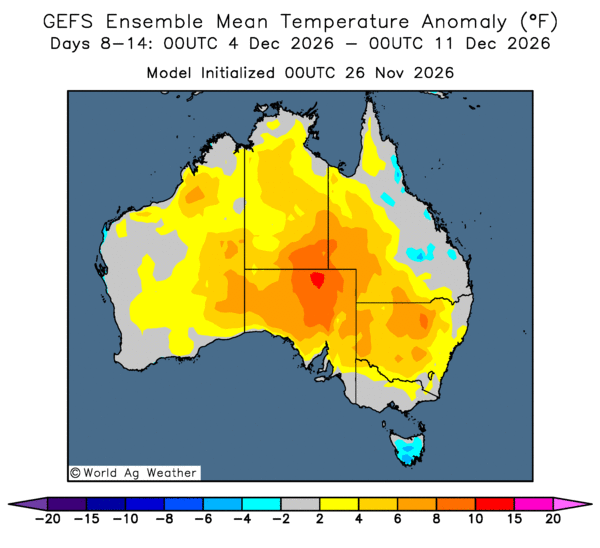 GEFS Ensemble Mean Temperature Anomaly (°F)
Days 8–14: 00UTC 4 Dec 2026 – 00UTC 11 Dec 2026
Model Initialized 00UTC 26 Nov 2026
© World Ag Weather
−20 −15 −10 −8 −6 −4 −2 2 4 6 8 10 15 20